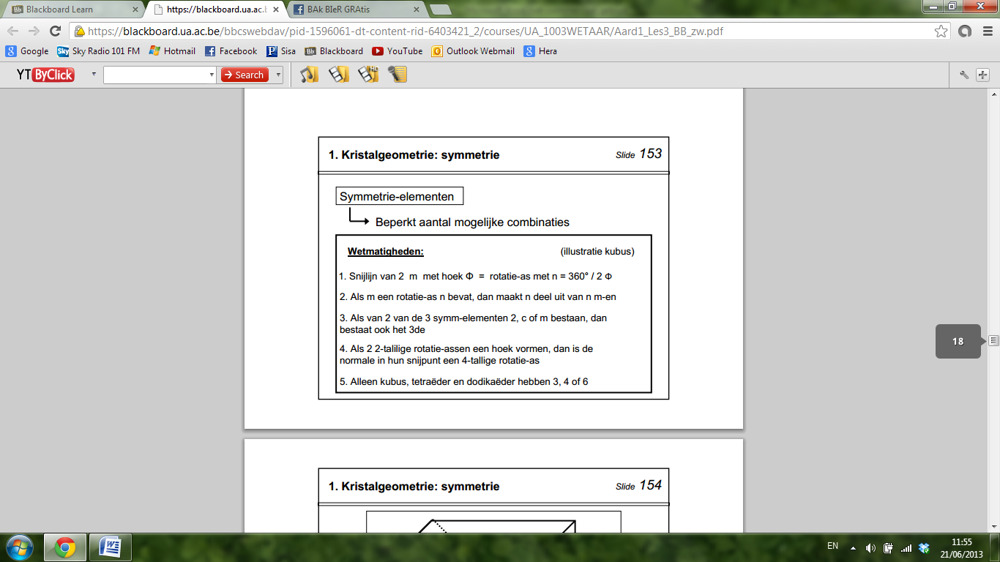 Blackboard Learn
https://blackboard.ua.ac.b
BAk BIeR GRAtis
https://blackboard.ua.ac.be/bbcswebdav/pid-1596061-dt-content-rid-6403421_2/courses/UA_1003WETAAR/Aard1_Les3_BB_zw.pdf
Google Sky Radio 101 FM Hotmail Facebook Sisa Blackboard YouTube Outlook Webmail Hera
YT ByClick Search
1. Kristalgeometrie: symmetrie Slide 153
Symmetrie-elementen
Beperkt aantal mogelijke combinaties
Wetmatigheden: (illustratie kubus)
1. Snijlijn van 2 m met hoek Φ = rotatie-as met n = 360° / 2 Φ
2. Als m een rotatie-as n bevat, dan maakt n deel uit van n m-en
3. Als van 2 van de 3 symm-elementen 2, c of m bestaan, dan
bestaat ook het 3de
4. Als 2 2-talilige rotatie-assen een hoek vormen, dan is de
normale in hun snijpunt een 4-tallige rotatie-as
5. Alleen kubus, tetraëder en dodikaëder hebben 3, 4 of 6
18
1. Kristalgeometrie: symmetrie Slide 154
EN
11:55
21/06/2013